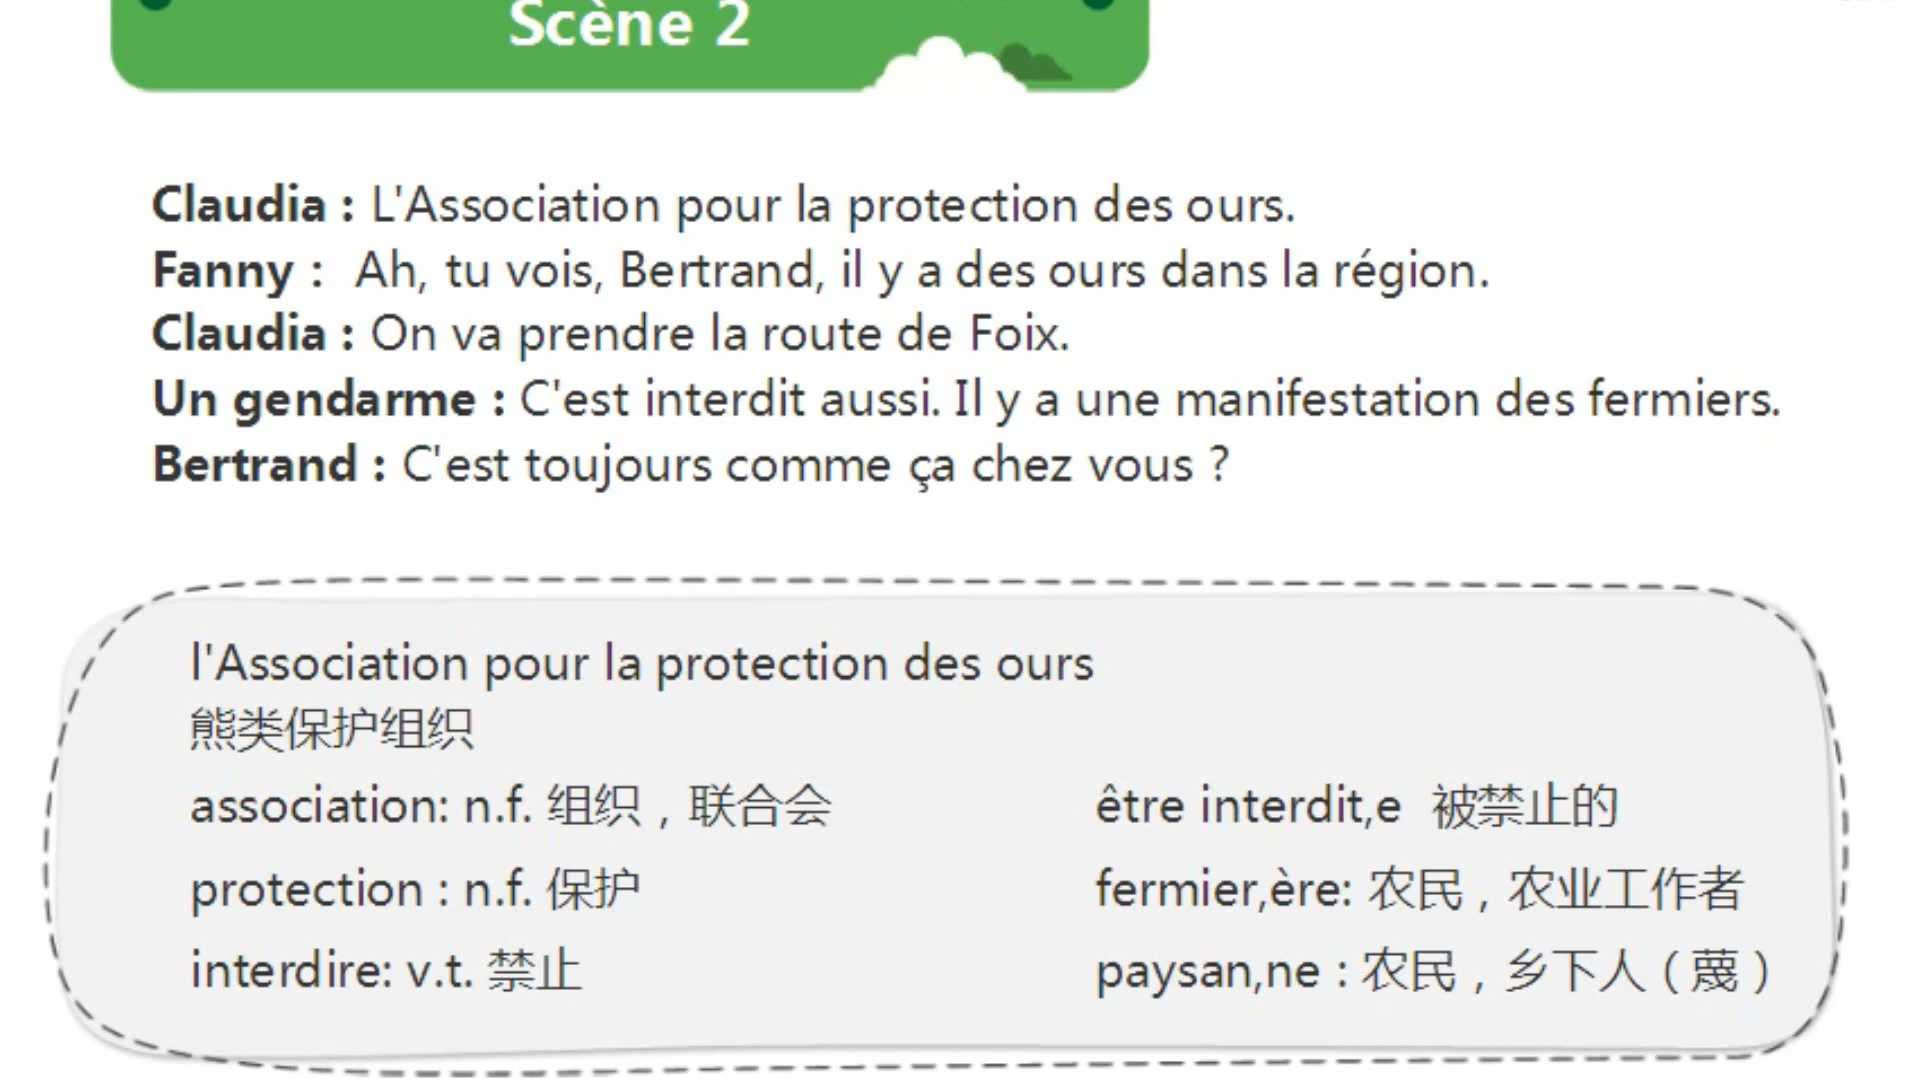 Scène 2
Claudia : L'Association pour la protection des ours.
Fanny : Ah, tu vois, Bertrand, il y a des ours dans la région.
Claudia : On va prendre la route de Foix.
Un gendarme : C'est interdit aussi. Il y a une manifestation des fermiers.
Bertrand : C'est toujours comme ça chez vous ?
l'Association pour la protection des ours
熊类保护组织
association: n.f. 组织，联合会
être interdit,e 被禁止的
protection : n.f. 保护
fermier,ère: 农民，农业工作者
interdire: v.t. 禁止
paysan,ne : 农民，乡下人（蔑）